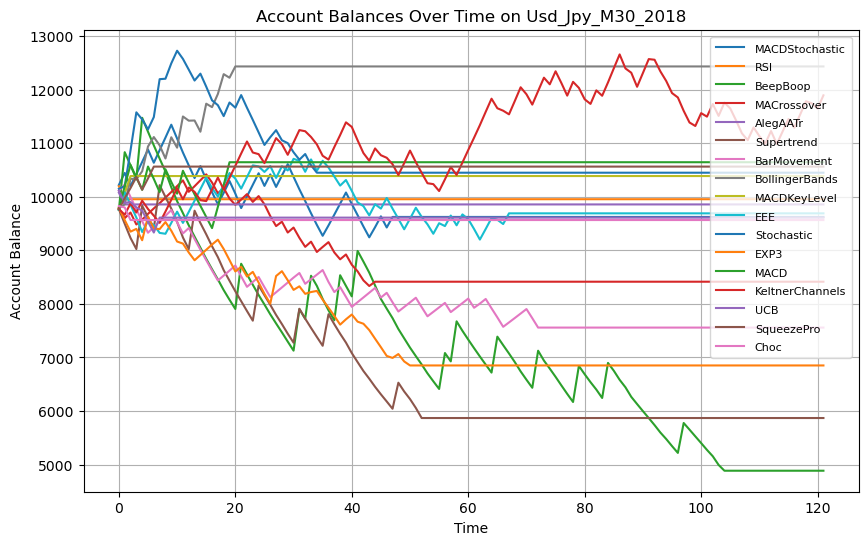 Account Balances Over Time on Usd_Jpy_M30_2018
Account Balance
13000
12000
11000
10000
9000
8000
7000
6000
5000
0
20
40
60
80
100
120
Time
MACDStochastic
RSI
BeepBoop
MACrossover
AlegAATr
Supertrend
BarMovement
BollingerBands
MACDKeyLevel
EEE
Stochastic
EXP3
MACD
KeltnerChannels
UCB
SqueezePro
Choc